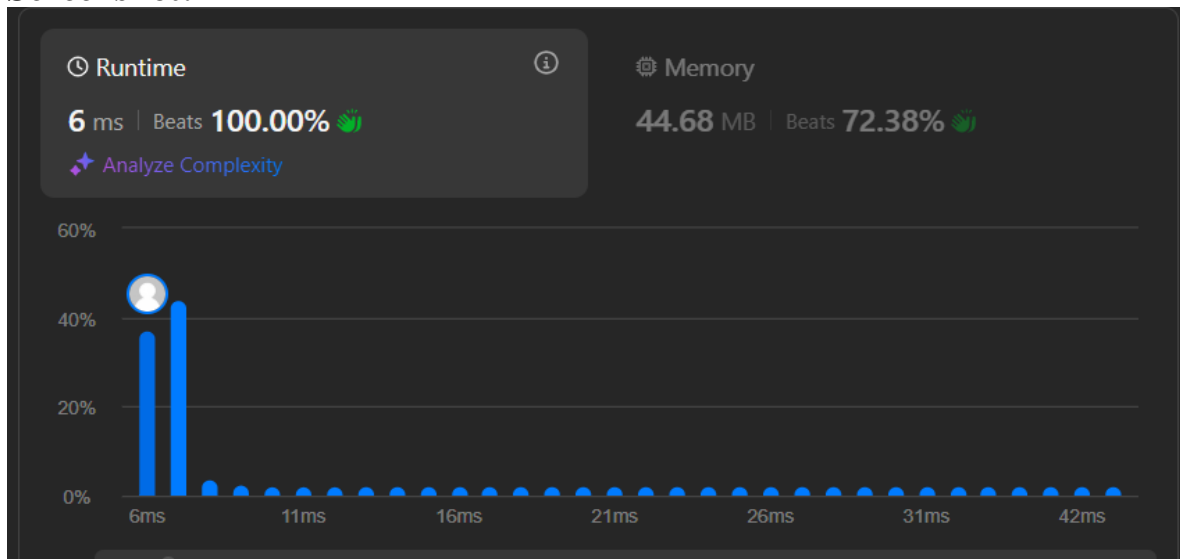 Runtime
6 ms | Beats 100.00%
Analyze Complexity
Memory
44.68 MB | Beats 72.38%
60%
40%
20%
0%
6ms 11ms 16ms 21ms 26ms 31ms 42ms